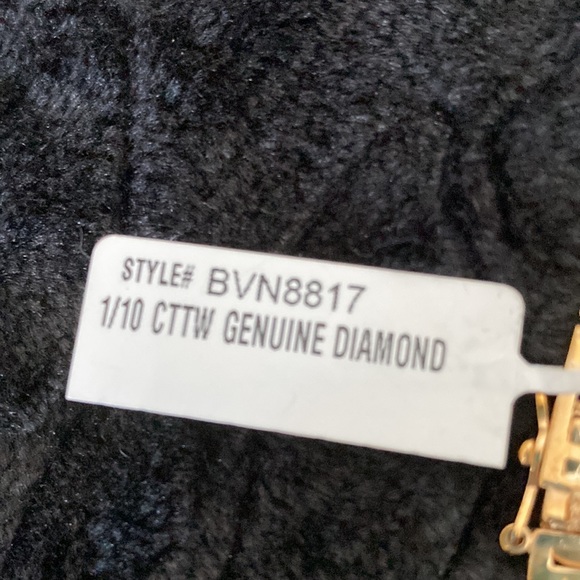 STYLE# BVN8817
1/10 CTTW GENUINE DIAMOND